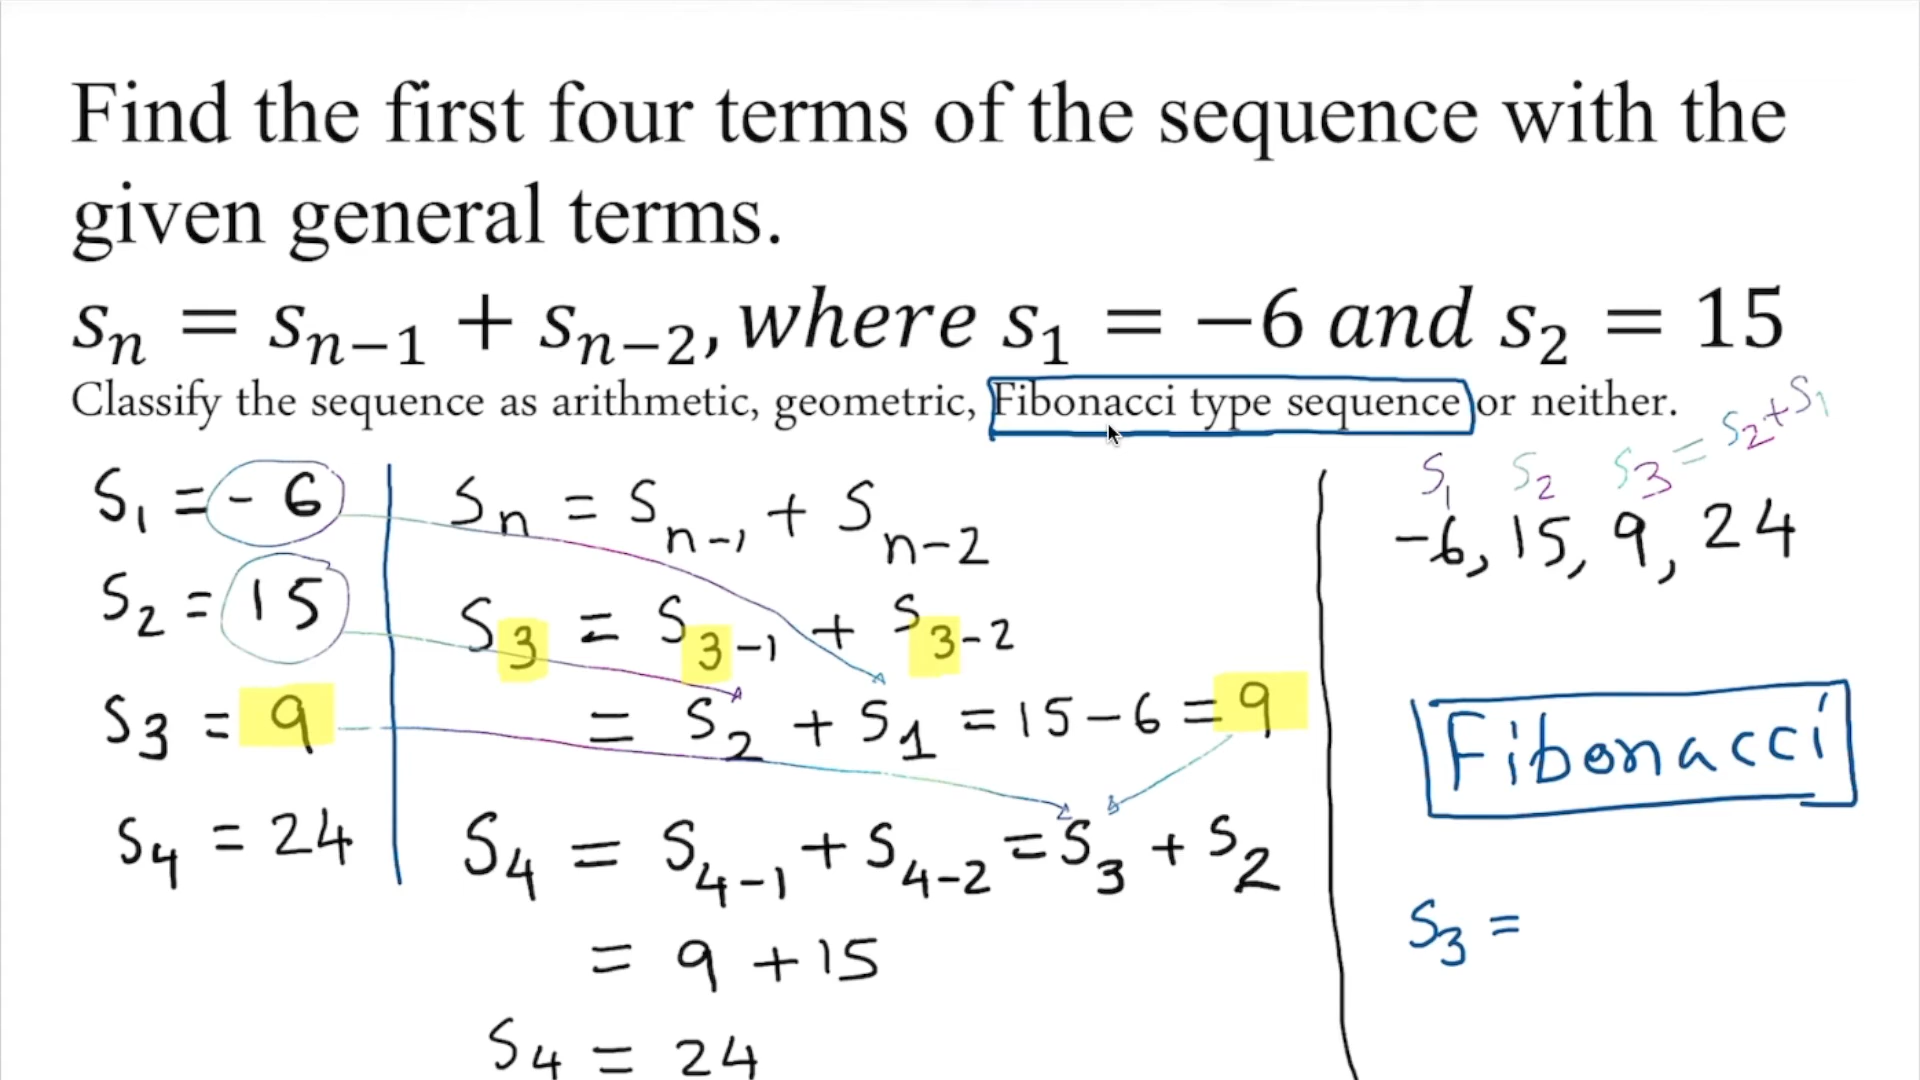 Find the first four terms of the sequence with the
given general terms.
sₙ = sₙ₋₁ + sₙ₋₂, where s₁ = −6 and s₂ = 15
Classify the sequence as arithmetic, geometric, Fibonacci type sequence or neither.
S₁ = -6
S₂ = 15
S₃ = 9
S₄ = 24
Sₙ = Sₙ₋₁ + Sₙ₋₂
S₃ = S₃₋₁ + S₃₋₂
= S₂ + S₁ = 15 - 6 = 9
S₄ = S₄₋₁ + S₄₋₂ = S₃ + S₂
= 9 + 15
S₄ = 24
S₁ S₂ S₃ = S₂ + S₁
-6, 15, 9, 24
Fibonacci
S₃ =